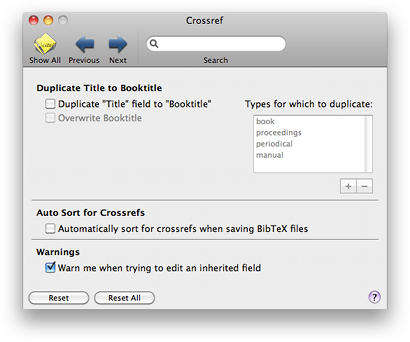 Crossref
Show All
Previous
Next
Search
Duplicate Title to Booktitle
Duplicate "Title" field to "Booktitle"
Overwrite Booktitle
Types for which to duplicate:
book
proceedings
periodical
manual
+ −
Auto Sort for Crossrefs
Automatically sort for crossrefs when saving BibTeX files
Warnings
Warn me when trying to edit an inherited field
Reset
Reset All
?